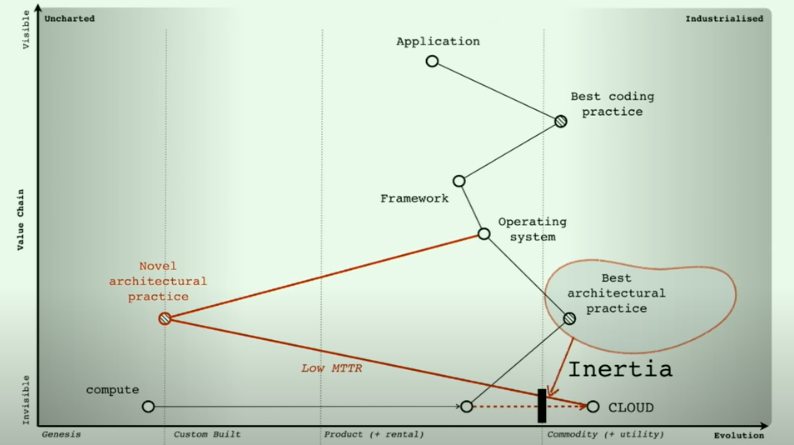 Uncharted
Industrialised
Visible
Application
Best coding
practice
Framework
Operating
system
Value Chain
Novel
architectural
practice
Best
architectural
practice
Low MTTR
Inertia
compute
CLOUD
Invisible
Genesis
Custom Built
Product (+ rental)
Commodity (+ utility)
Evolution